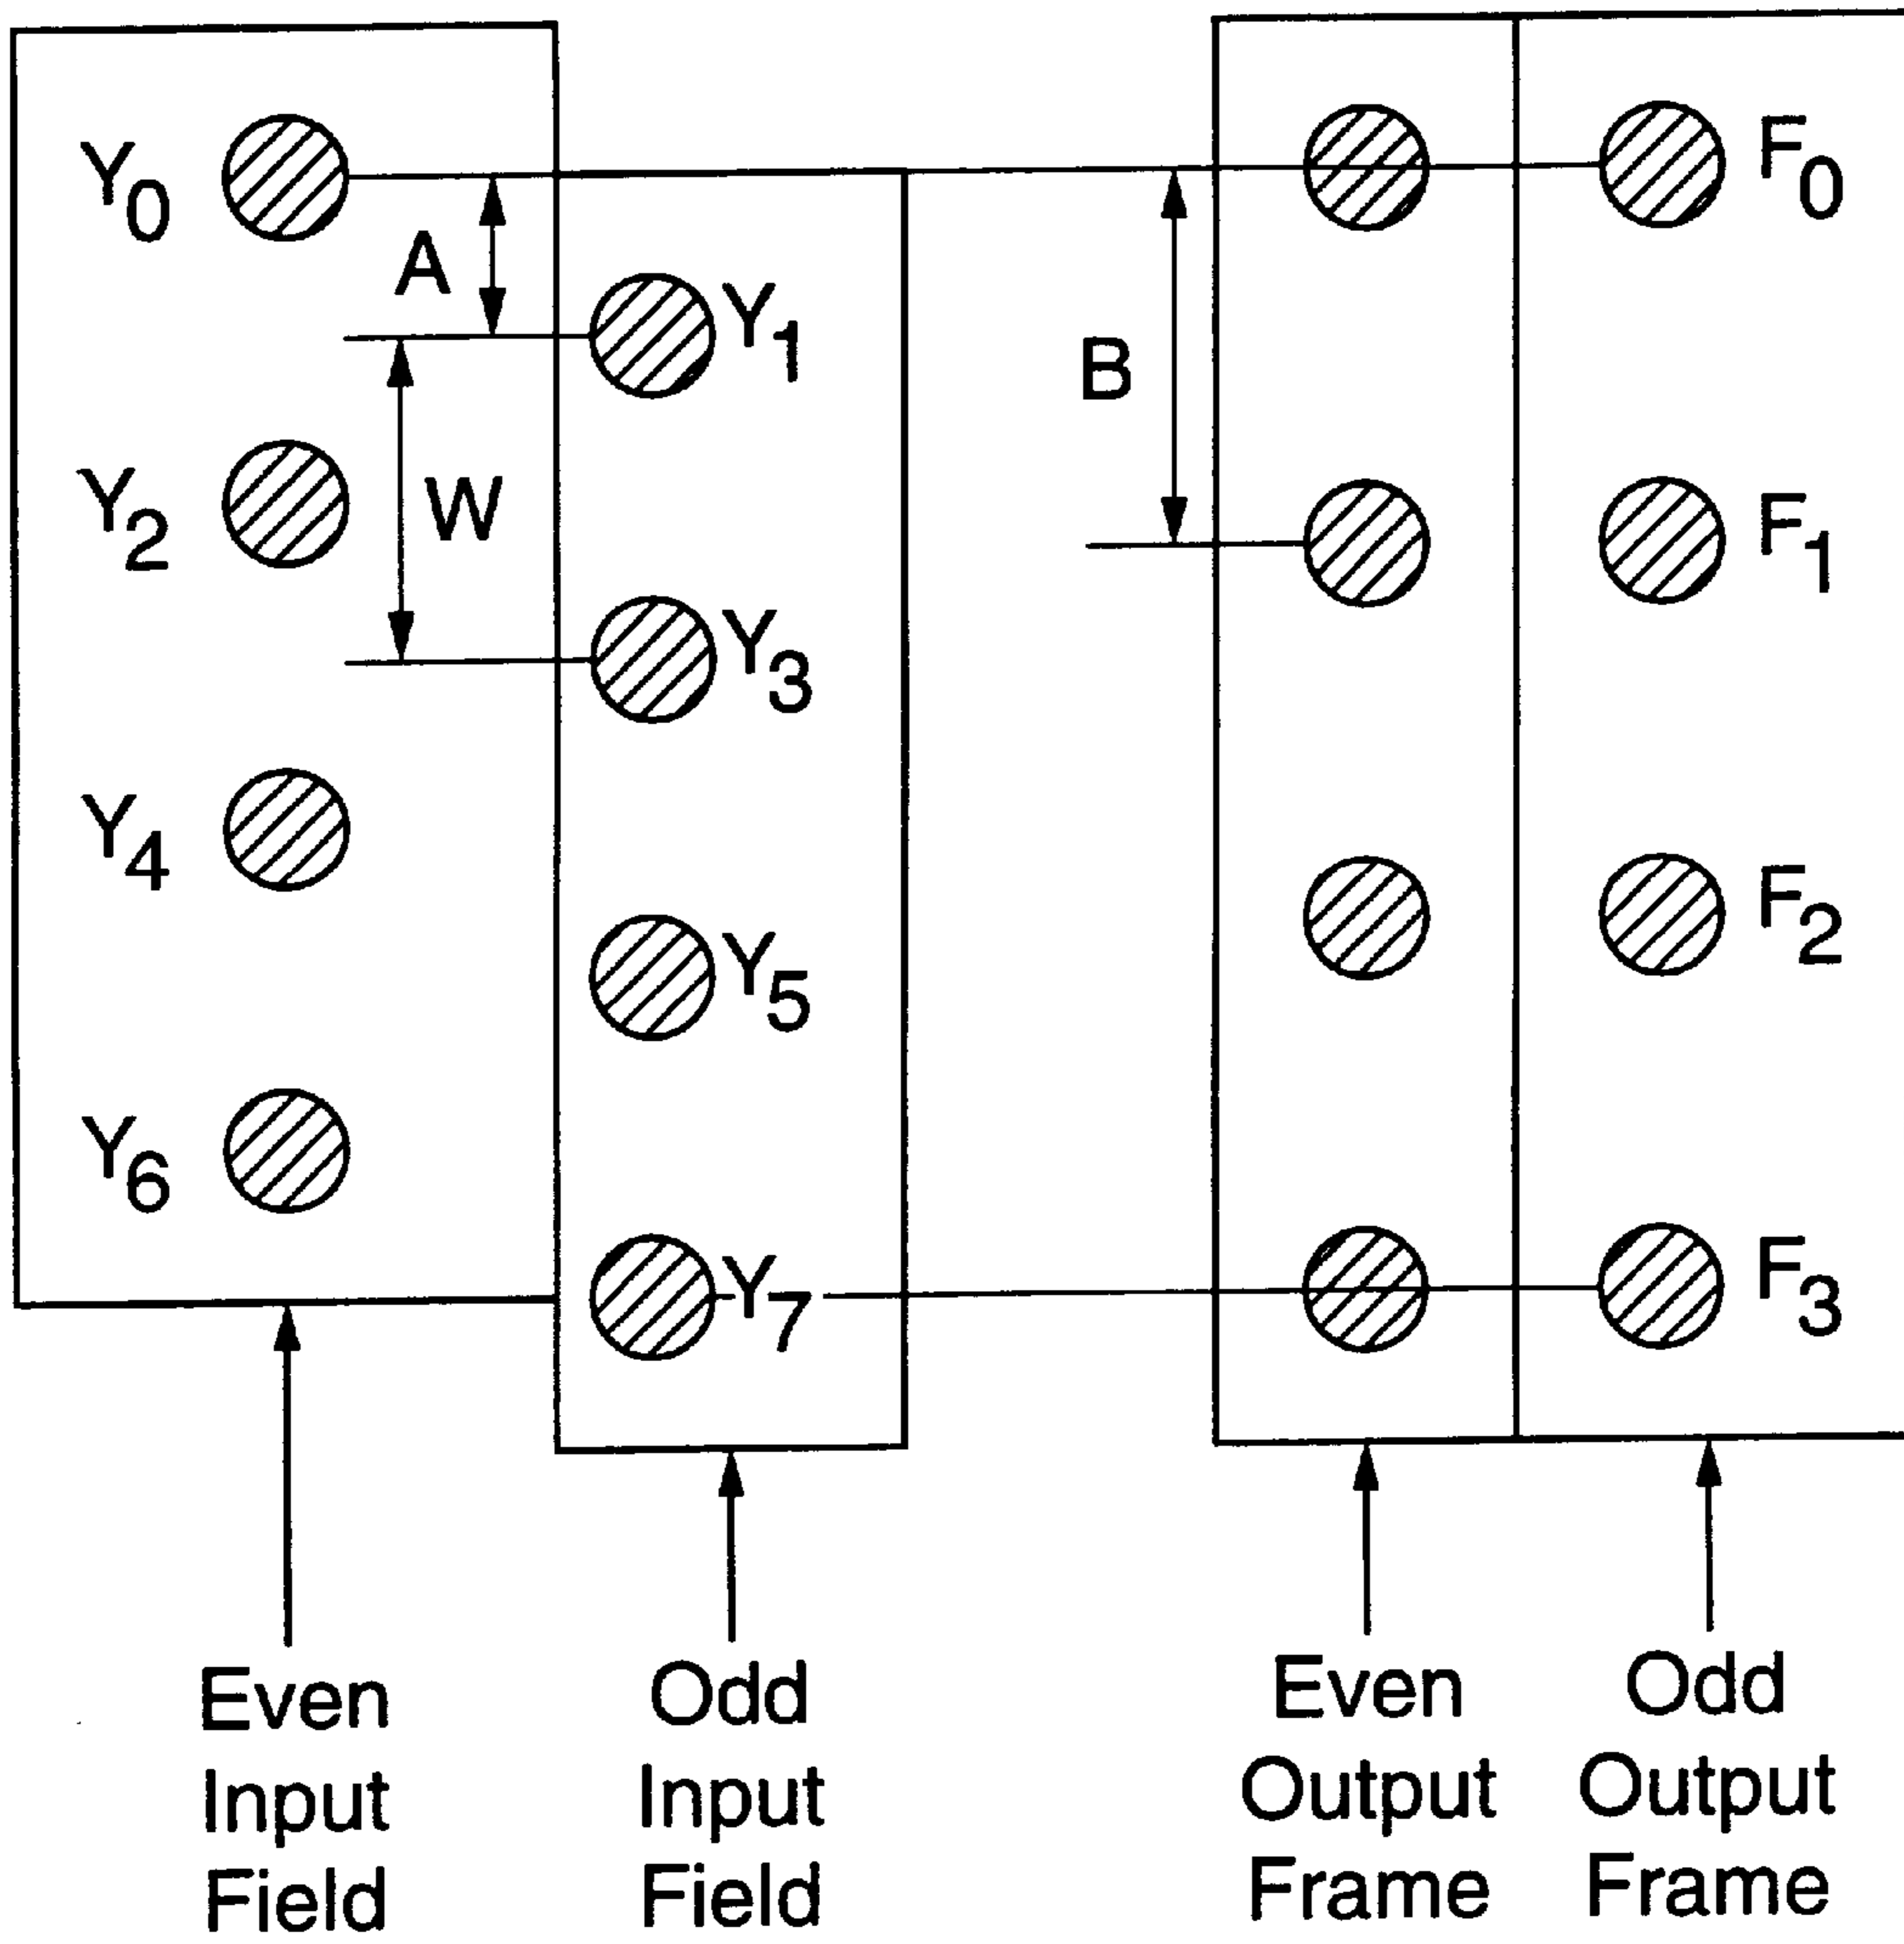 Y0
F0
A
Y1
B
Y2
W
F1
Y3
Y4
F2
Y5
Y6
Y7
F3
Even Input Field
Odd Input Field
Even Output Frame
Odd Output Frame